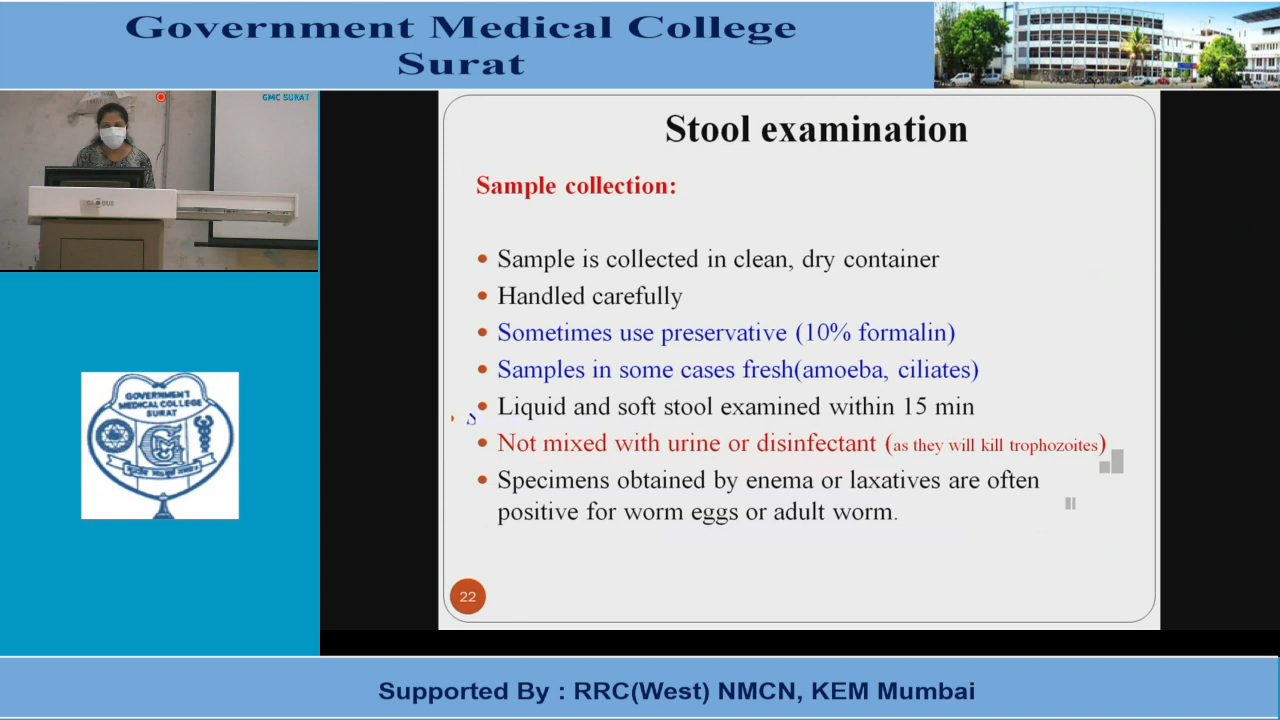 Government Medical College
Surat
GMC SURAT
Stool examination
Sample collection:
• Sample is collected in clean, dry container
• Handled carefully
• Sometimes use preservative (10% formalin)
• Samples in some cases fresh(amoeba, ciliates)
• Liquid and soft stool examined within 15 min
• Not mixed with urine or disinfectant (as they will kill trophozoites)
• Specimens obtained by enema or laxatives are often
positive for worm eggs or adult worm.
22
GOVERNMENT
MEDICAL COLLEGE
SURAT
Supported By : RRC(West) NMCN, KEM Mumbai